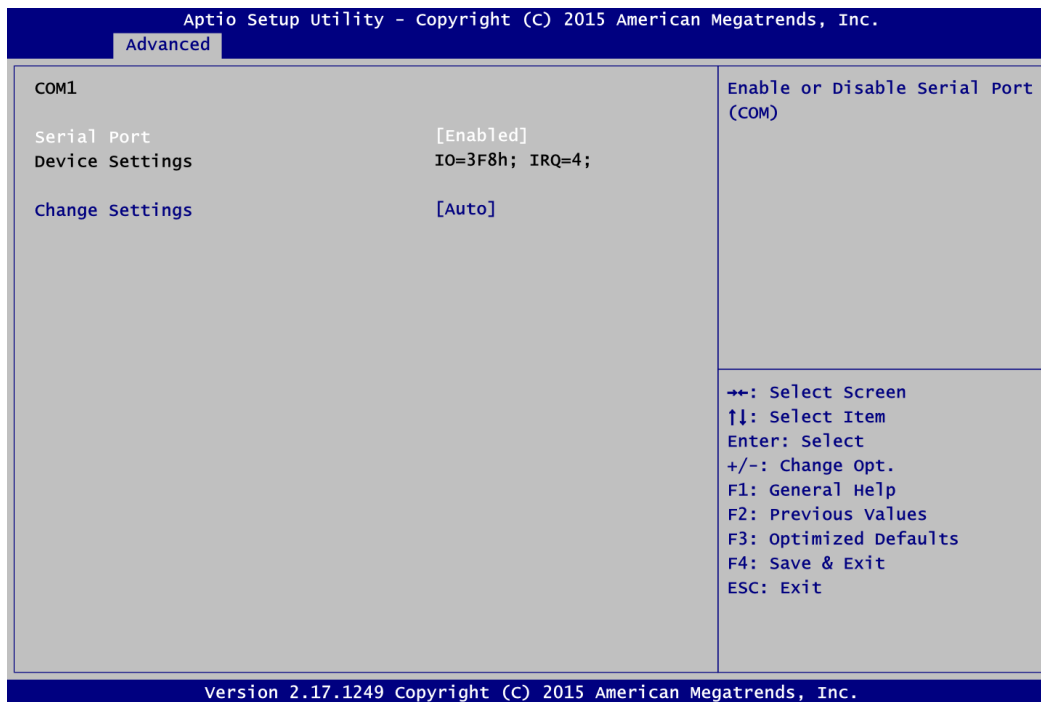 Aptio Setup Utility - Copyright (C) 2015 American Megatrends, Inc.
Advanced
COM1
Serial Port [Enabled]
Device Settings IO=3F8h; IRQ=4;
Change Settings [Auto]
Enable or Disable Serial Port
(COM)
→←: Select Screen
↑↓: Select Item
Enter: Select
+/-: Change Opt.
F1: General Help
F2: Previous Values
F3: Optimized Defaults
F4: Save & Exit
ESC: Exit
Version 2.17.1249 Copyright (C) 2015 American Megatrends, Inc.